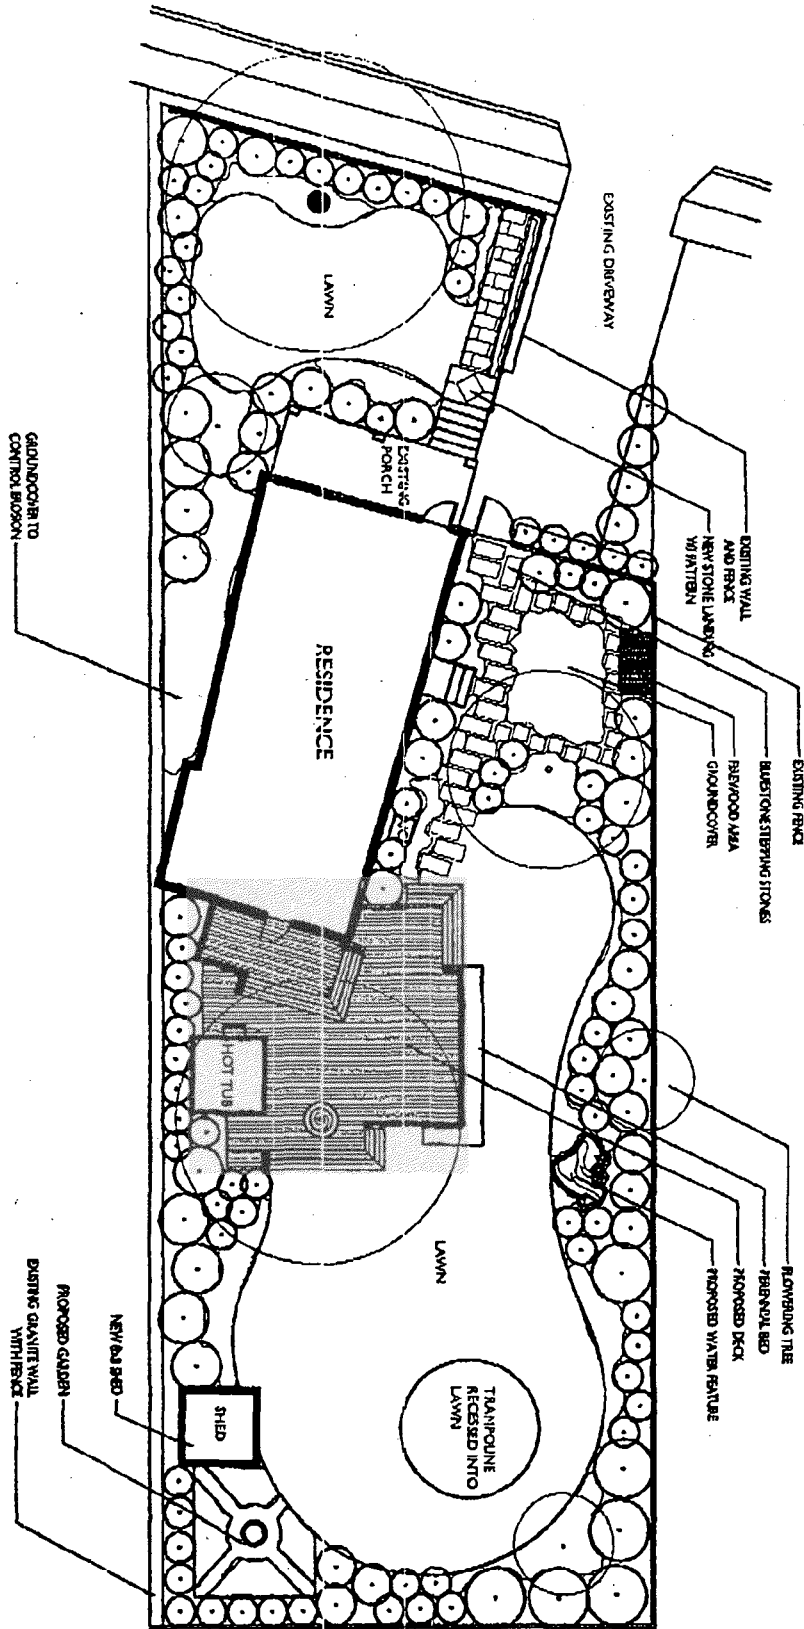 EXISTING DRIVEWAY
LAWN
EXISTING
PORCH
EXISTING WALL
AND FENCE
NEW STONE LANDING
W/ PATTERN
EXISTING FENCE
BLUESTONE STEPPING STONES
FIREWOOD AREA
GROUNDCOVER
GROUNDCOVER TO
CONTROL EROSION
RESIDENCE
HOT TUB
FLOWERING TREE
PERENNIAL BED
PROPOSED DECK
PROPOSED WATER FEATURE
LAWN
TRAMPOLINE
RECESSED INTO
LAWN
SHED
NEW 8x8 SHED
PROPOSED GARDEN
EXISTING GRANITE WALL
WITH FENCE